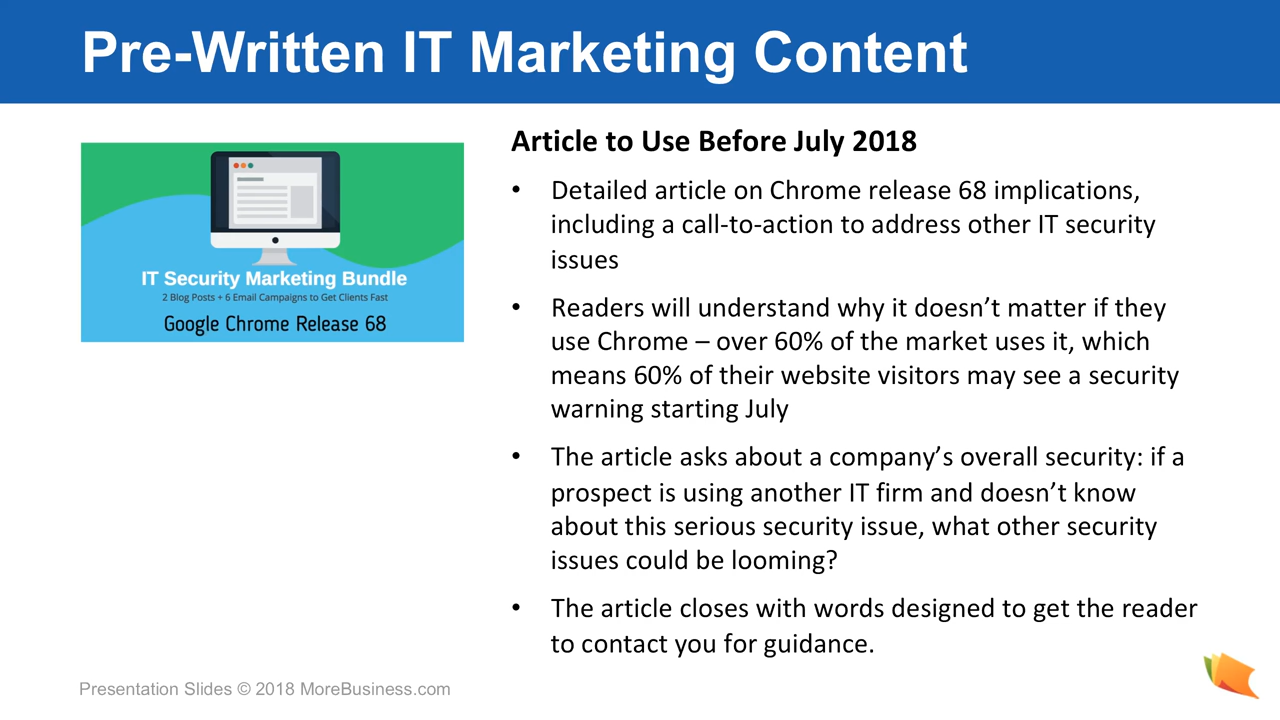 Pre-Written IT Marketing Content
IT Security Marketing Bundle
2 Blog Posts + 6 Email Campaigns to Get Clients Fast
Google Chrome Release 68
Article to Use Before July 2018
• Detailed article on Chrome release 68 implications,
including a call-to-action to address other IT security
issues
• Readers will understand why it doesn’t matter if they
use Chrome – over 60% of the market uses it, which
means 60% of their website visitors may see a security
warning starting July
• The article asks about a company’s overall security: if a
prospect is using another IT firm and doesn’t know
about this serious security issue, what other security
issues could be looming?
• The article closes with words designed to get the reader
to contact you for guidance.
Presentation Slides © 2018 MoreBusiness.com